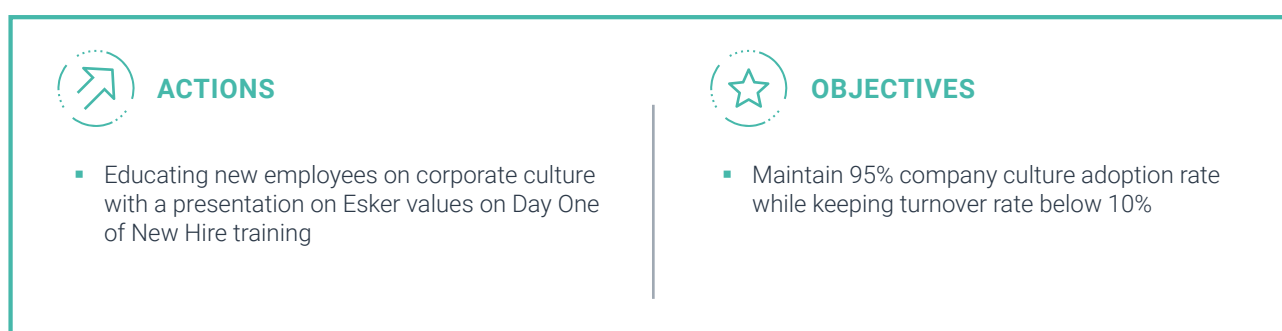 ACTIONS
▪ Educating new employees on corporate culture
with a presentation on Esker values on Day One
of New Hire training
OBJECTIVES
▪ Maintain 95% company culture adoption rate
while keeping turnover rate below 10%